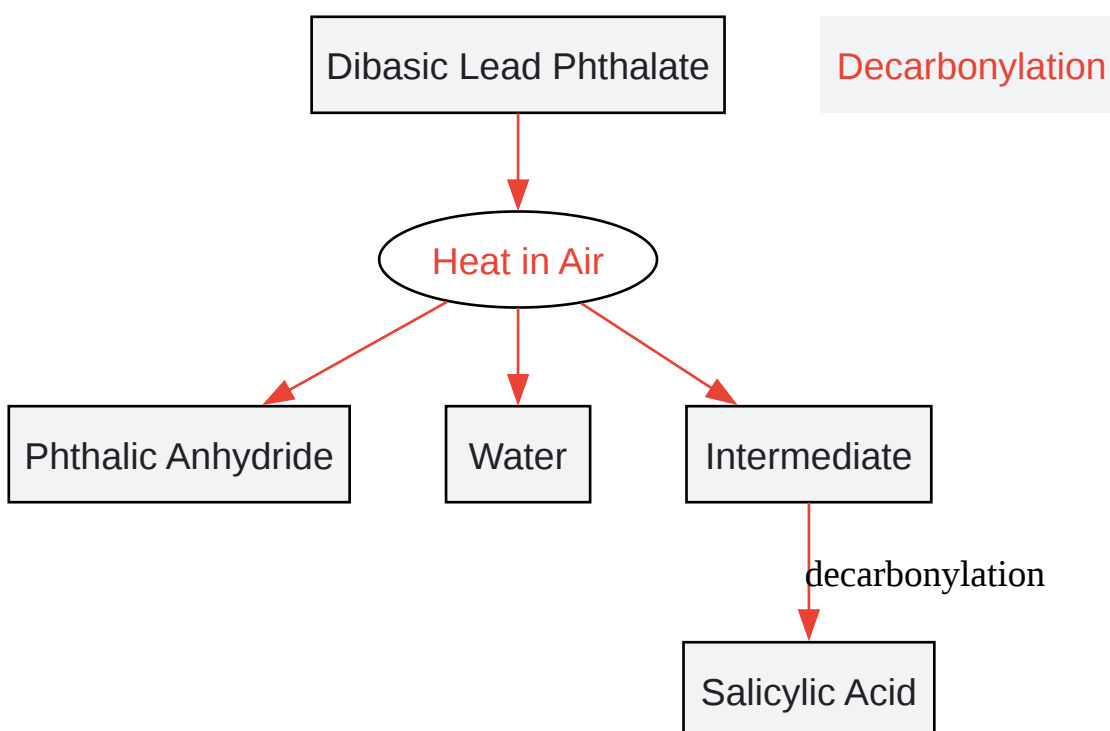 Dibasic Lead Phthalate
Decarbonylation
Heat in Air
Phthalic Anhydride
Water
Intermediate
decarbonylation
Salicylic Acid